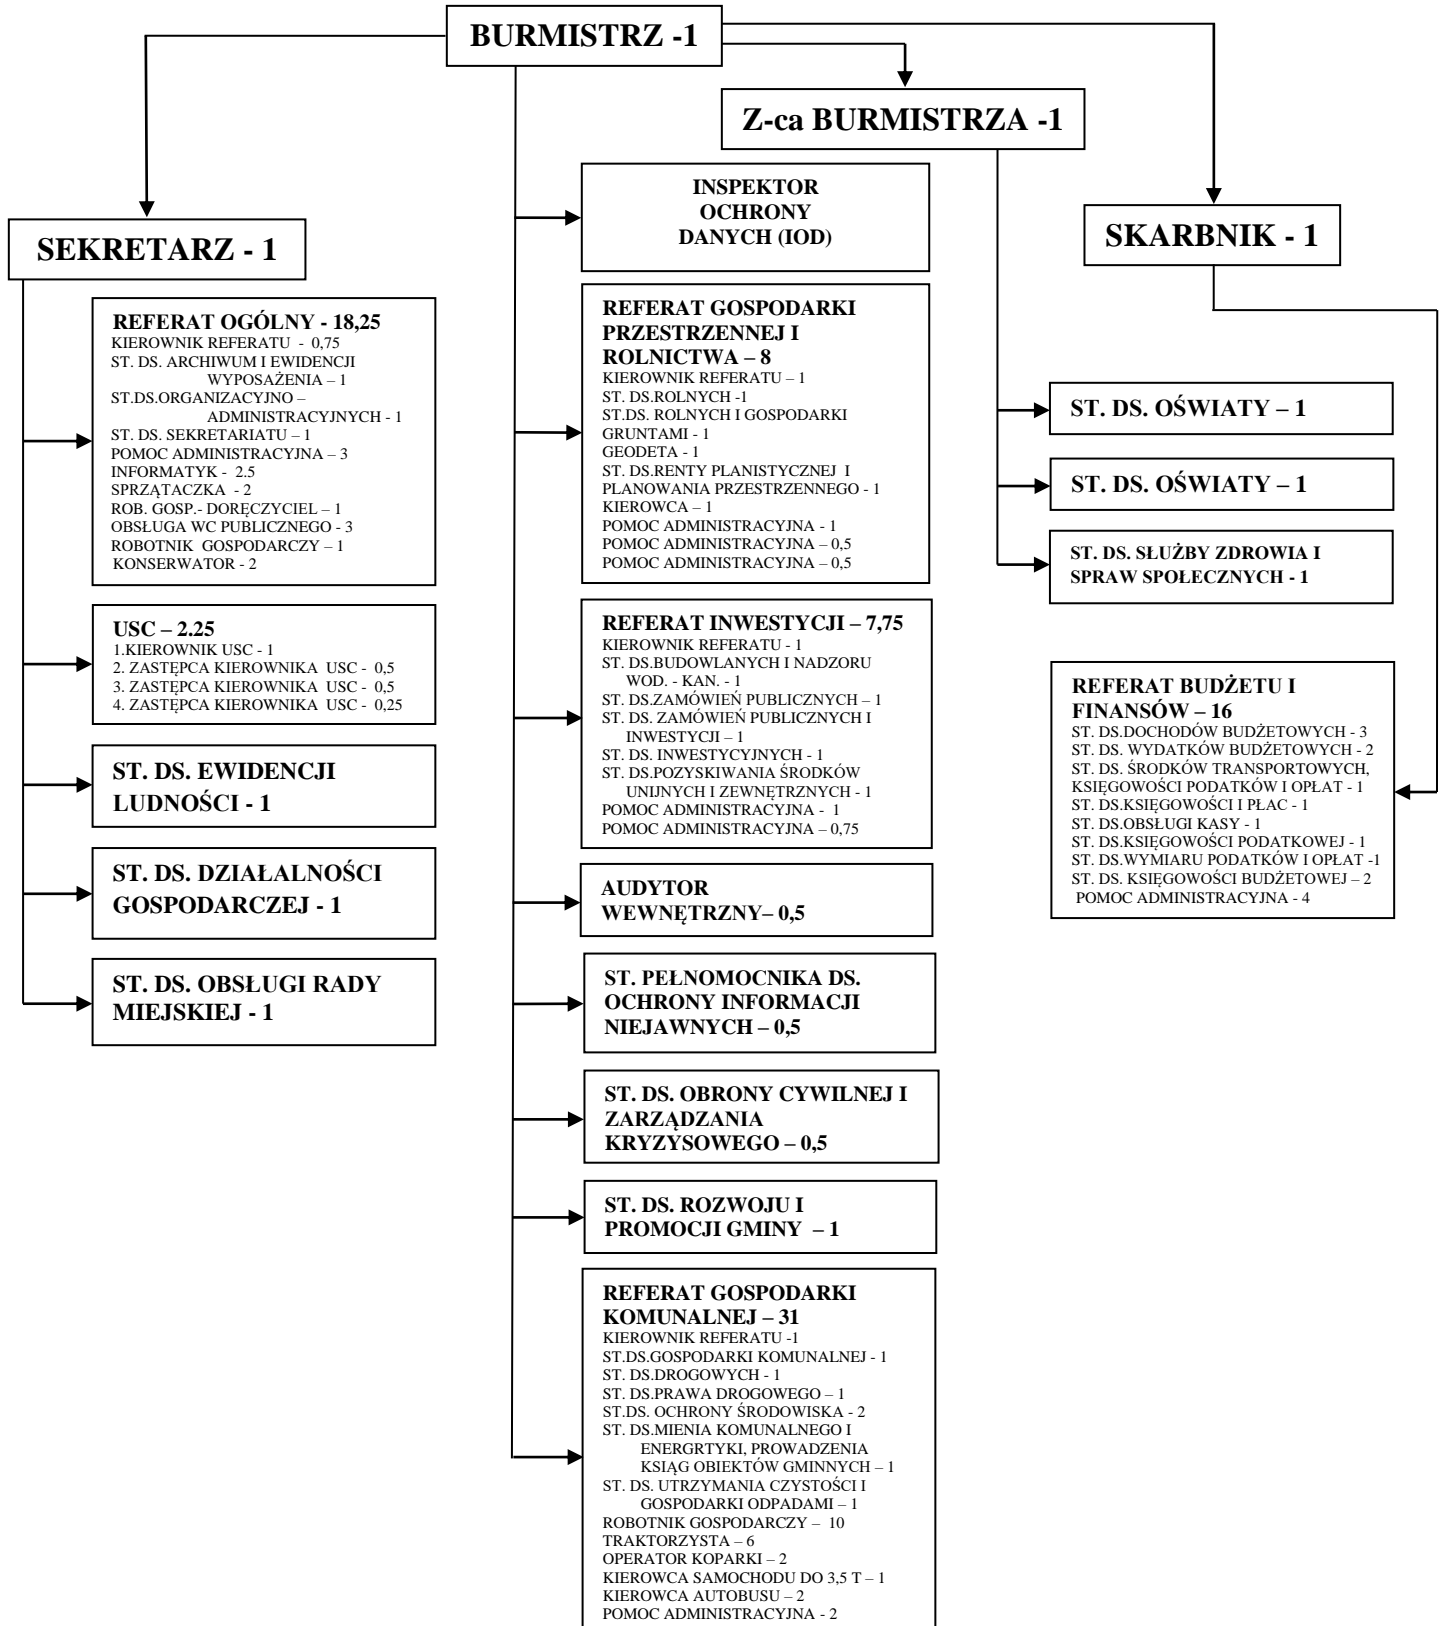 BURMISTRZ -1
Z-ca BURMISTRZA -1
SEKRETARZ - 1
SKARBNIK - 1
REFERAT OGÓLNY - 18,25
KIEROWNIK REFERATU - 0,75
ST. DS. ARCHIWUM I EWIDENCJI
WYPOSAŻENIA – 1
ST.DS.ORGANIZACYJNO –
ADMINISTRACYJNYCH - 1
ST. DS. SEKRETARIATU – 1
POMOC ADMINISTRACYJNA – 3
INFORMATYK - 2.5
SPRZĄTACZKA - 2
ROB. GOSP.- DORĘCZYCIEL – 1
OBSŁUGA WC PUBLICZNEGO - 3
ROBOTNIK GOSPODARCZY – 1
KONSERWATOR - 2
USC – 2.25
1.KIEROWNIK USC - 1
2. ZASTĘPCA KIEROWNIKA USC - 0,5
3. ZASTĘPCA KIEROWNIKA USC - 0,5
4. ZASTĘPCA KIEROWNIKA USC - 0,25
ST. DS. EWIDENCJI
LUDNOŚCI - 1
ST. DS. DZIAŁALNOŚCI
GOSPODARCZEJ - 1
ST. DS. OBSŁUGI RADY
MIEJSKIEJ - 1
INSPEKTOR
OCHRONY
DANYCH (IOD)
REFERAT GOSPODARKI
PRZESTRZENNEJ I
ROLNICTWA – 8
KIEROWNIK REFERATU – 1
ST. DS.ROLNYCH -1
ST.DS. ROLNYCH I GOSPODARKI
GRUNTAMI - 1
GEODETA - 1
ST. DS.RENTY PLANISTYCZNEJ I
PLANOWANIA PRZESTRZENNEGO - 1
KIEROWCA – 1
POMOC ADMINISTRACYJNA - 1
POMOC ADMINISTRACYJNA – 0,5
POMOC ADMINISTRACYJNA – 0,5
REFERAT INWESTYCJI – 7,75
KIEROWNIK REFERATU - 1
ST. DS.BUDOWLANYCH I NADZORU
WOD. - KAN. - 1
ST. DS.ZAMÓWIEŃ PUBLICZNYCH – 1
ST. DS. ZAMÓWIEŃ PUBLICZNYCH I
INWESTYCJI – 1
ST. DS. INWESTYCYJNYCH - 1
ST. DS.POZYSKIWANIA ŚRODKÓW
UNIJNYCH I ZEWNĘTRZNYCH - 1
POMOC ADMINISTRACYJNA - 1
POMOC ADMINISTRACYJNA – 0,75
AUDYTOR
WEWNĘTRZNY– 0,5
ST. PEŁNOMOCNIKA DS.
OCHRONY INFORMACJI
NIEJAWNYCH – 0,5
ST. DS. OBRONY CYWILNEJ I
ZARZĄDZANIA
KRYZYSOWEGO – 0,5
ST. DS. ROZWOJU I
PROMOCJI GMINY – 1
REFERAT GOSPODARKI
KOMUNALNEJ – 31
KIEROWNIK REFERATU -1
ST.DS.GOSPODARKI KOMUNALNEJ - 1
ST. DS.DROGOWYCH - 1
ST. DS.PRAWA DROGOWEGO – 1
ST.DS. OCHRONY ŚRODOWISKA - 2
ST. DS.MIENIA KOMUNALNEGO I
ENERGRTYKI, PROWADZENIA
KSIĄG OBIEKTÓW GMINNYCH – 1
ST. DS. UTRZYMANIA CZYSTOŚCI I
GOSPODARKI ODPADAMI – 1
ROBOTNIK GOSPODARCZY – 10
TRAKTORZYSTA – 6
OPERATOR KOPARKI – 2
KIEROWCA SAMOCHODU DO 3,5 T – 1
KIEROWCA AUTOBUSU – 2
POMOC ADMINISTRACYJNA - 2
ST. DS. OŚWIATY – 1
ST. DS. OŚWIATY – 1
ST. DS. SŁUŻBY ZDROWIA I
SPRAW SPOŁECZNYCH - 1
REFERAT BUDŻETU I
FINANSÓW – 16
ST. DS.DOCHODÓW BUDŻETOWYCH - 3
ST. DS. WYDATKÓW BUDŻETOWYCH - 2
ST. DS. ŚRODKÓW TRANSPORTOWYCH,
KSIĘGOWOŚCI PODATKÓW I OPŁAT - 1
ST. DS.KSIĘGOWOŚCI I PŁAC - 1
ST. DS.OBSŁUGI KASY - 1
ST. DS.KSIĘGOWOŚCI PODATKOWEJ - 1
ST. DS.WYMIARU PODATKÓW I OPŁAT -1
ST. DS. KSIĘGOWOŚCI BUDŻETOWEJ – 2
POMOC ADMINISTRACYJNA - 4